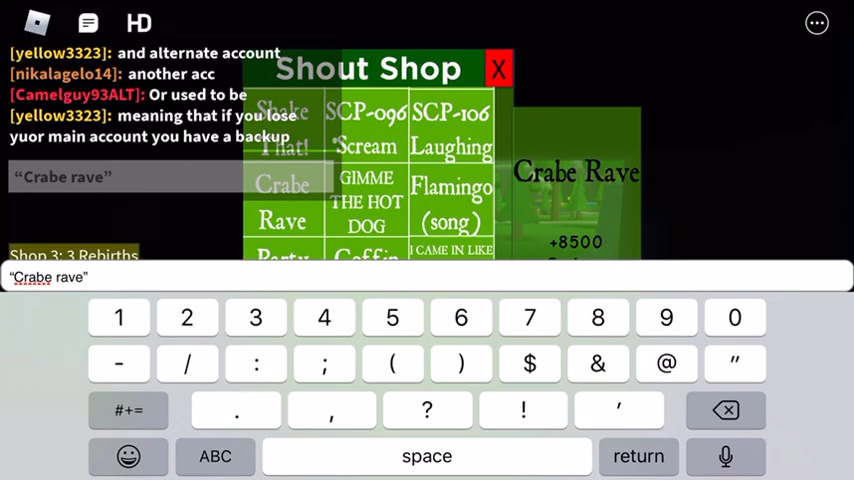 HD
[yellow3323]: and alternate account
[nikalagelo14]: another acc
[Camelguy93ALT]: Or used to be
[yellow3323]: meaning that if you lose
yuor main account you have a backup
“Crabe rave”
Shop 3: 3 Rebirths
Shout Shop
X
Shake
That!
SCP-096
Scream
SCP-106
Laughing
Crabe
Rave
GIMME
THE HOT
DOG
Flamingo
(song)
Party
Coffin
I CAME IN LIKE
Crabe Rave
+8500
“Crabe rave”
1 2 3 4 5 6 7 8 9 0
- / : ; ( ) $ & @ ”
#+= . , ? ! ’
ABC space return